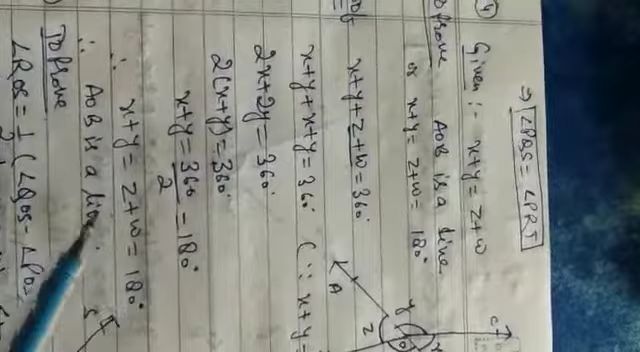 ⇒ ∠PQS = ∠PRT
4
Given :- x+y = z+w
To prove AOB is a line
or x+y = z+w = 180°
x+y+z+w = 360°
x+y+x+y = 360° (∵ x+y =
2x+2y = 360°
2(x+y) = 360°
x+y = 360/2 = 180°
∴ x+y = z+w = 180°
∴ AOB is a line.
To prove
∠ROS = 1/2 (∠QOS - ∠POS
A
z
y
x
O
C
S